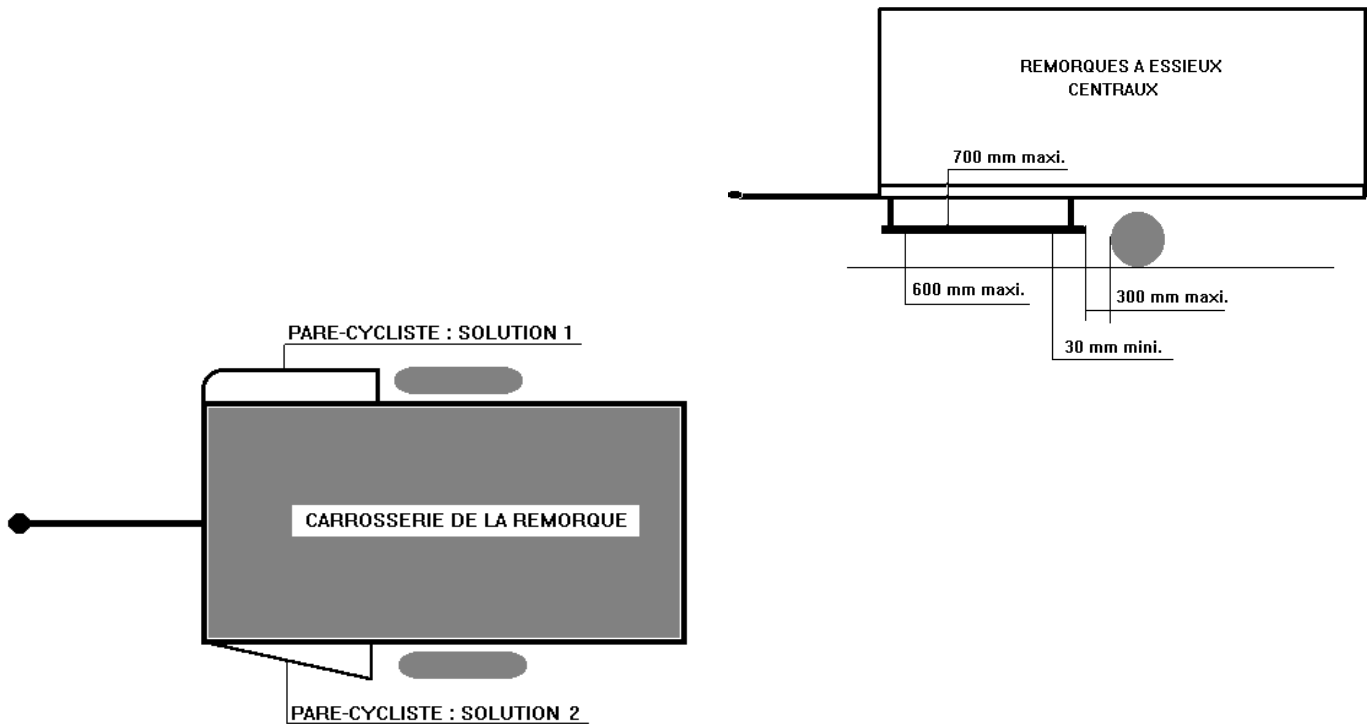 REMORQUES A ESSIEUX
CENTRAUX
700 mm maxi.
600 mm maxi.
300 mm maxi.
30 mm mini.
PARE-CYCLISTE : SOLUTION 1
CARROSSERIE DE LA REMORQUE
PARE-CYCLISTE : SOLUTION 2